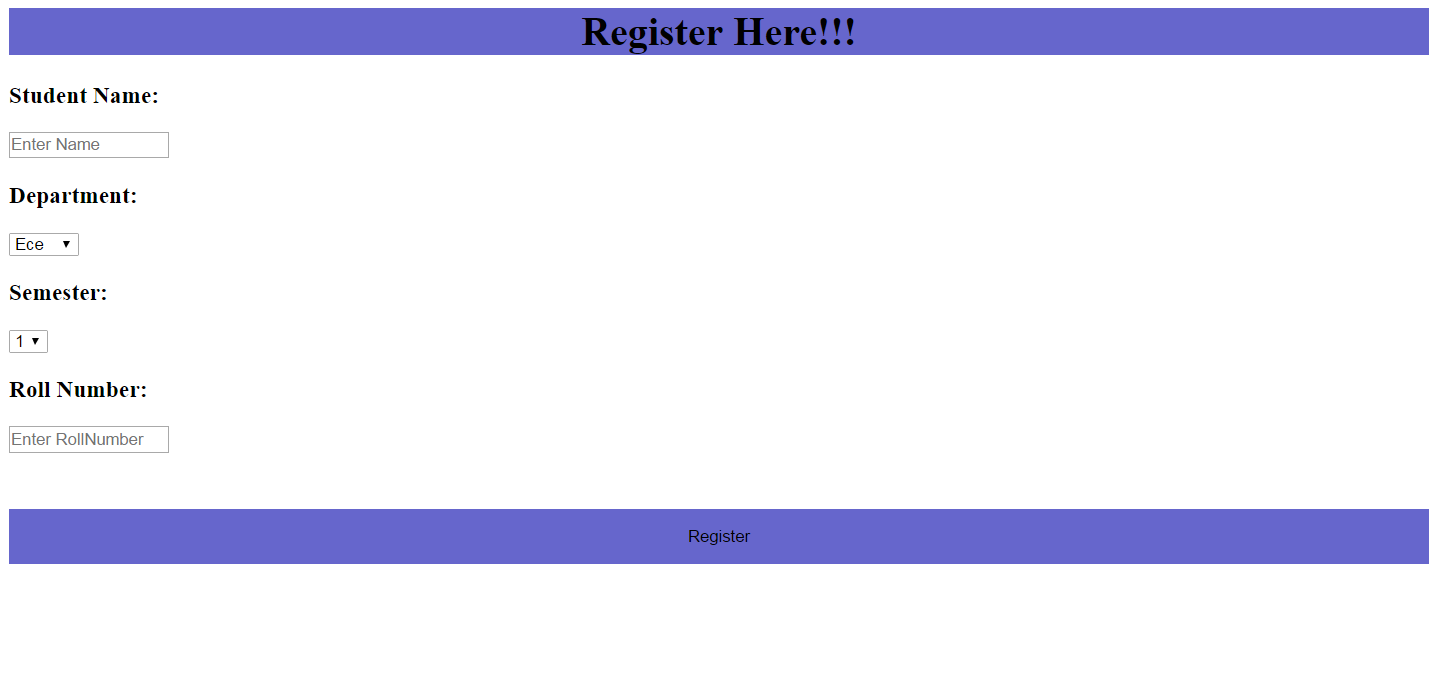 Register Here!!!
Student Name:
Enter Name
Department:
Ece
Semester:
1
Roll Number:
Enter RollNumber
Register